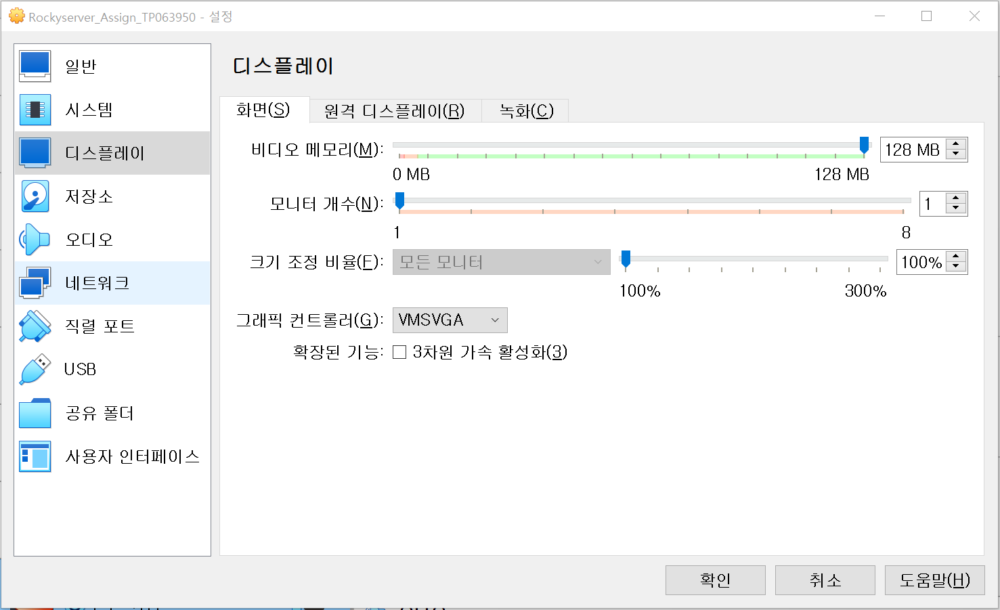 Rockyserver_Assign_TP063950 - 설정
일반
시스템
디스플레이
저장소
오디오
네트워크
직렬 포트
USB
공유 폴더
사용자 인터페이스
디스플레이
화면(S) 원격 디스플레이(R) 녹화(C)
비디오 메모리(M): 128 MB
0 MB 128 MB
모니터 개수(N): 1
1 8
크기 조정 비율(F): 모든 모니터 100%
100% 300%
그래픽 컨트롤러(G): VMSVGA
확장된 기능: 3차원 가속 활성화(3)
확인 취소 도움말(H)